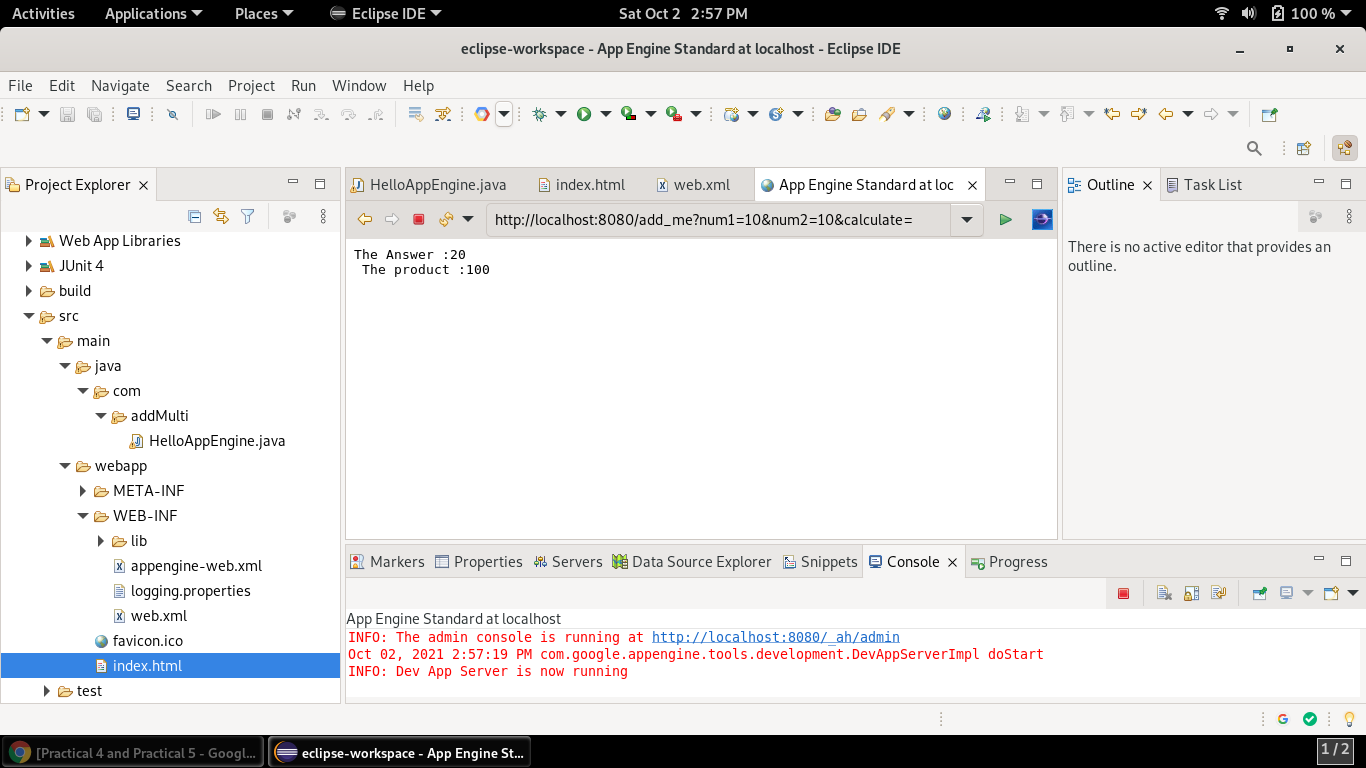 Activities Applications Places Eclipse IDE Sat Oct 2 2:57 PM 100 %
eclipse-workspace - App Engine Standard at localhost - Eclipse IDE
File Edit Navigate Search Project Run Window Help
Project Explorer
Web App Libraries
JUnit 4
build
src
main
java
com
addMulti
HelloAppEngine.java
webapp
META-INF
WEB-INF
lib
appengine-web.xml
logging.properties
web.xml
favicon.ico
index.html
test
HelloAppEngine.java index.html web.xml App Engine Standard at loc
http://localhost:8080/add_me?num1=10&num2=10&calculate=
The Answer :20
The product :100
Outline Task List
There is no active editor that provides an
outline.
Markers Properties Servers Data Source Explorer Snippets Console Progress
App Engine Standard at localhost
INFO: The admin console is running at http://localhost:8080/_ah/admin
Oct 02, 2021 2:57:19 PM com.google.appengine.tools.development.DevAppServerImpl doStart
INFO: Dev App Server is now running
[Practical 4 and Practical 5 - Googl... eclipse-workspace - App Engine St... 1 / 2